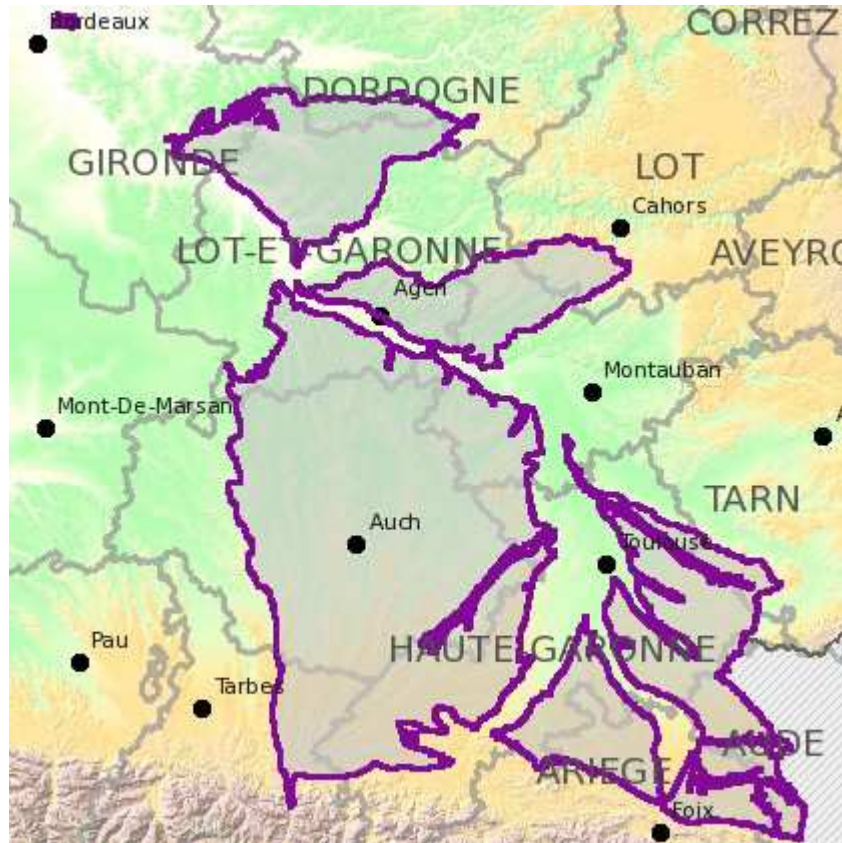 Bordeaux
CORREZ
DORDOGNE
GIRONDE
LOT
Cahors
LOT-ET-GARONNE
AVEYRO
Agen
Montauban
Mont-De-Marsan
A
TARN
Auch
Toulouse
Pau
HAUTE-GARONNE
Tarbes
AUDE
ARIEGE
Foix